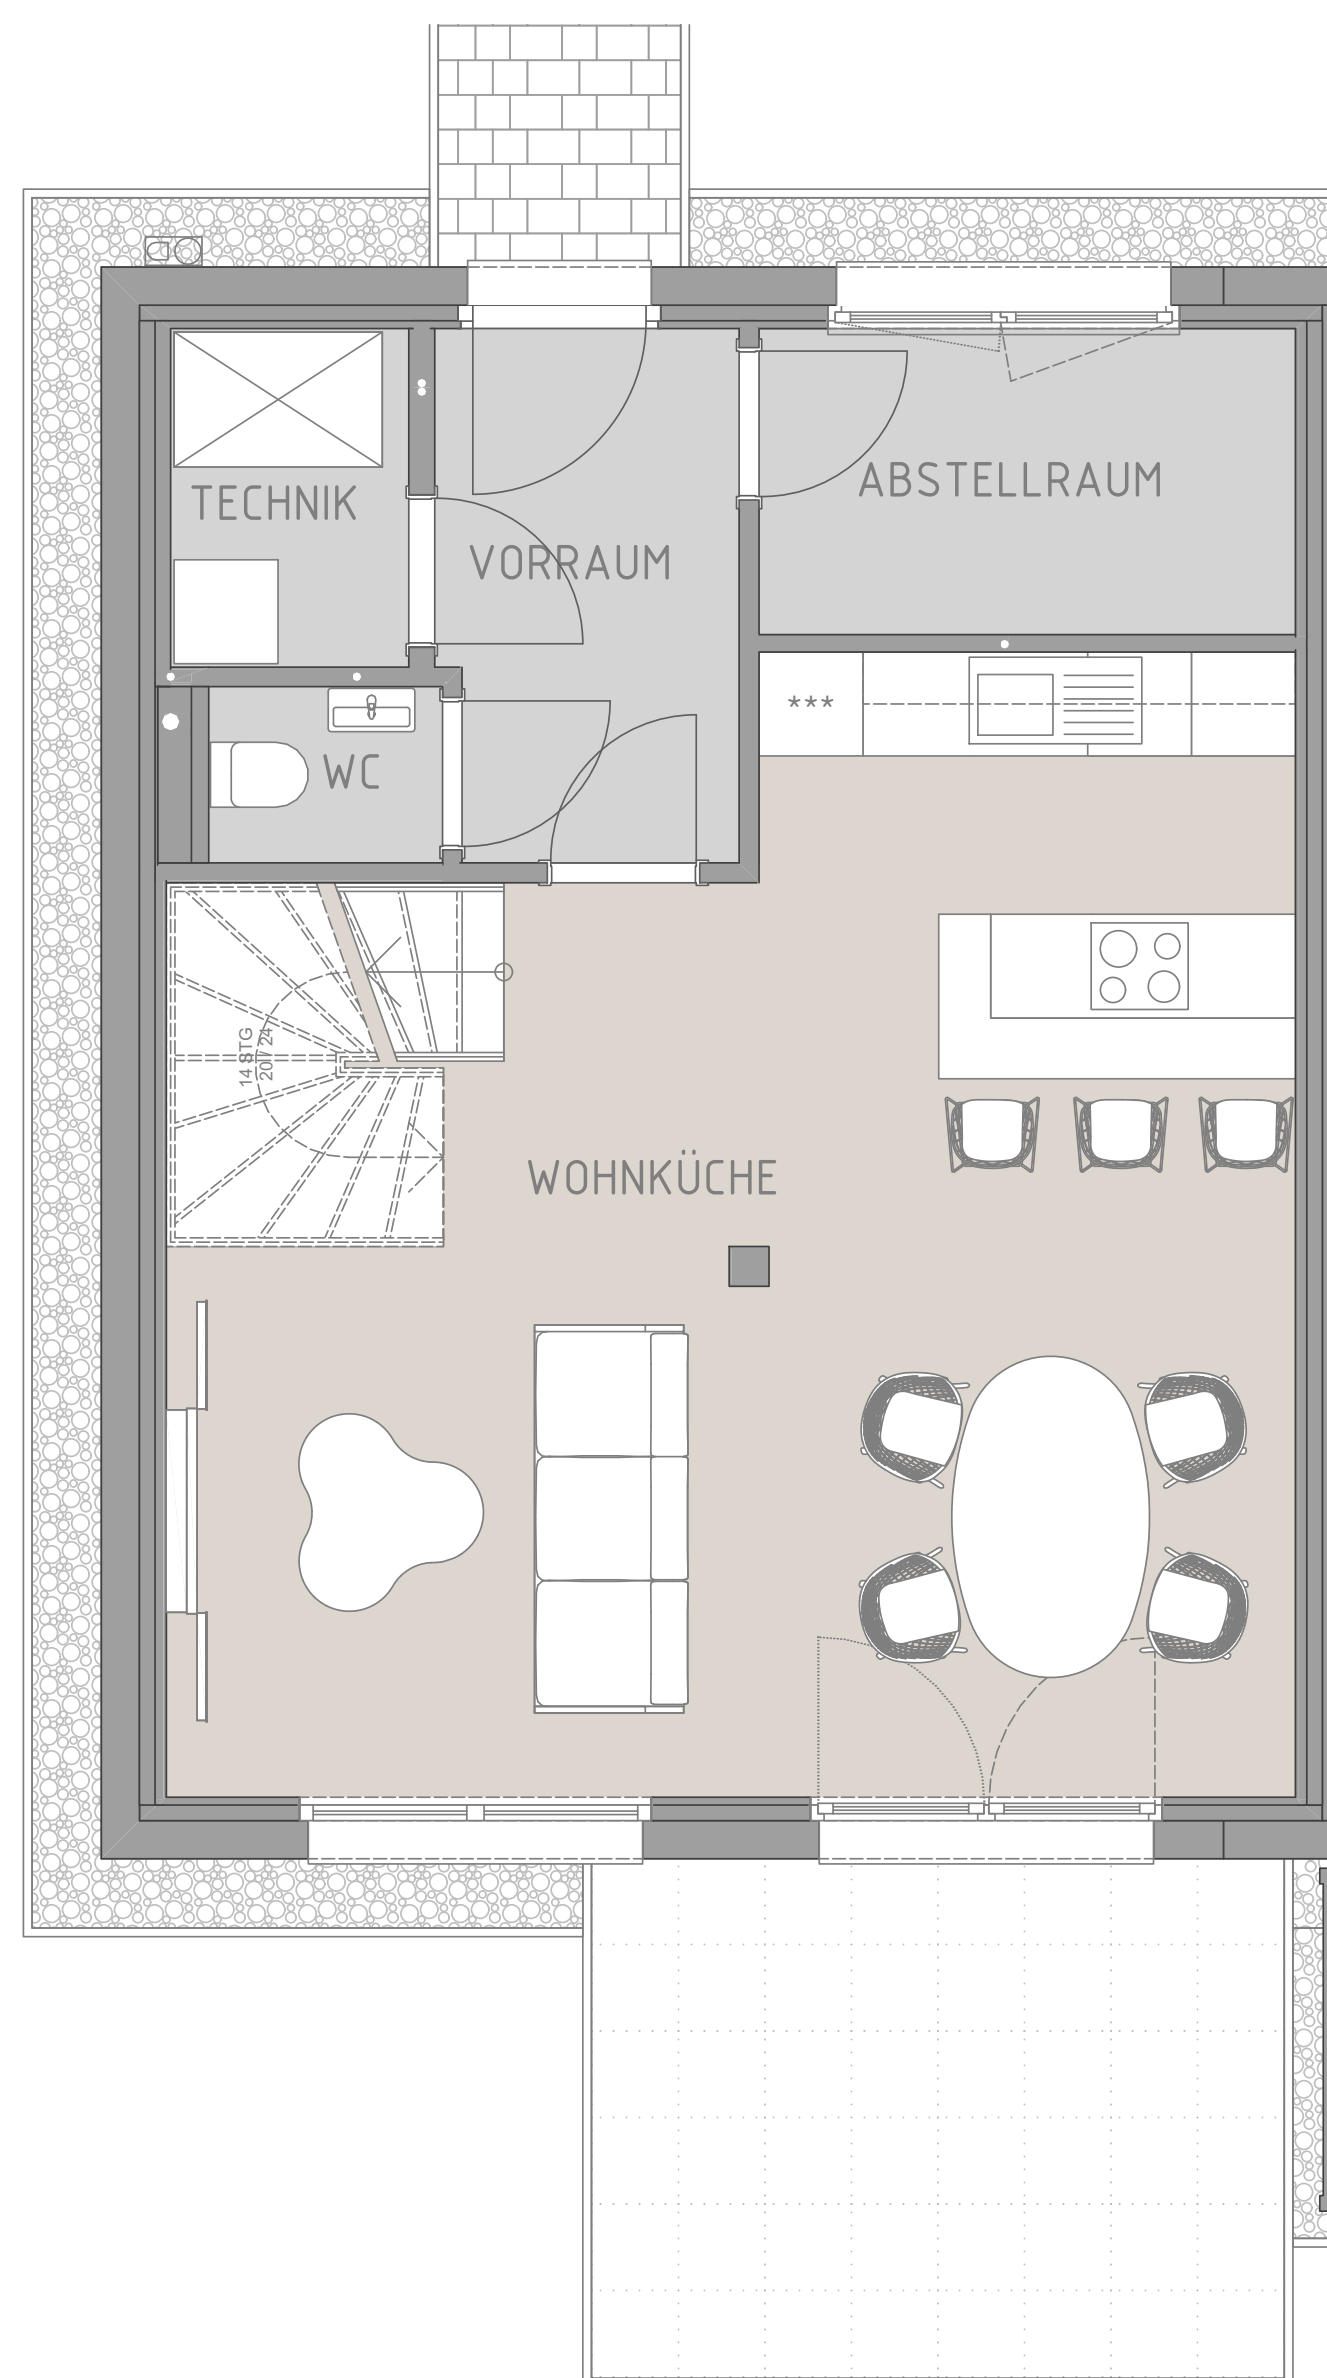 ABSTELLRAUM
TECHNIK
VORRAUM
***
WC
14 STG
20 / 24
WOHNKÜCHE